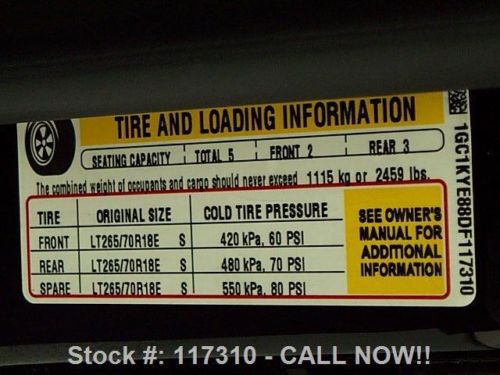 TIRE AND LOADING INFORMATION
SEATING CAPACITY TOTAL 5 FRONT 2 REAR 3
The combined weight of occupants and cargo should never exceed 1115 kg or 2459 lbs.
TIRE ORIGINAL SIZE COLD TIRE PRESSURE
FRONT LT265/70R18E S 420 kPa, 60 PSI
REAR LT265/70R18E S 480 kPa, 70 PSI
SPARE LT265/70R18E S 550 kPa, 80 PSI
SEE OWNER'S
MANUAL FOR
ADDITIONAL
INFORMATION
1GC1KYE88DF117310
Stock #: 117310 - CALL NOW!!